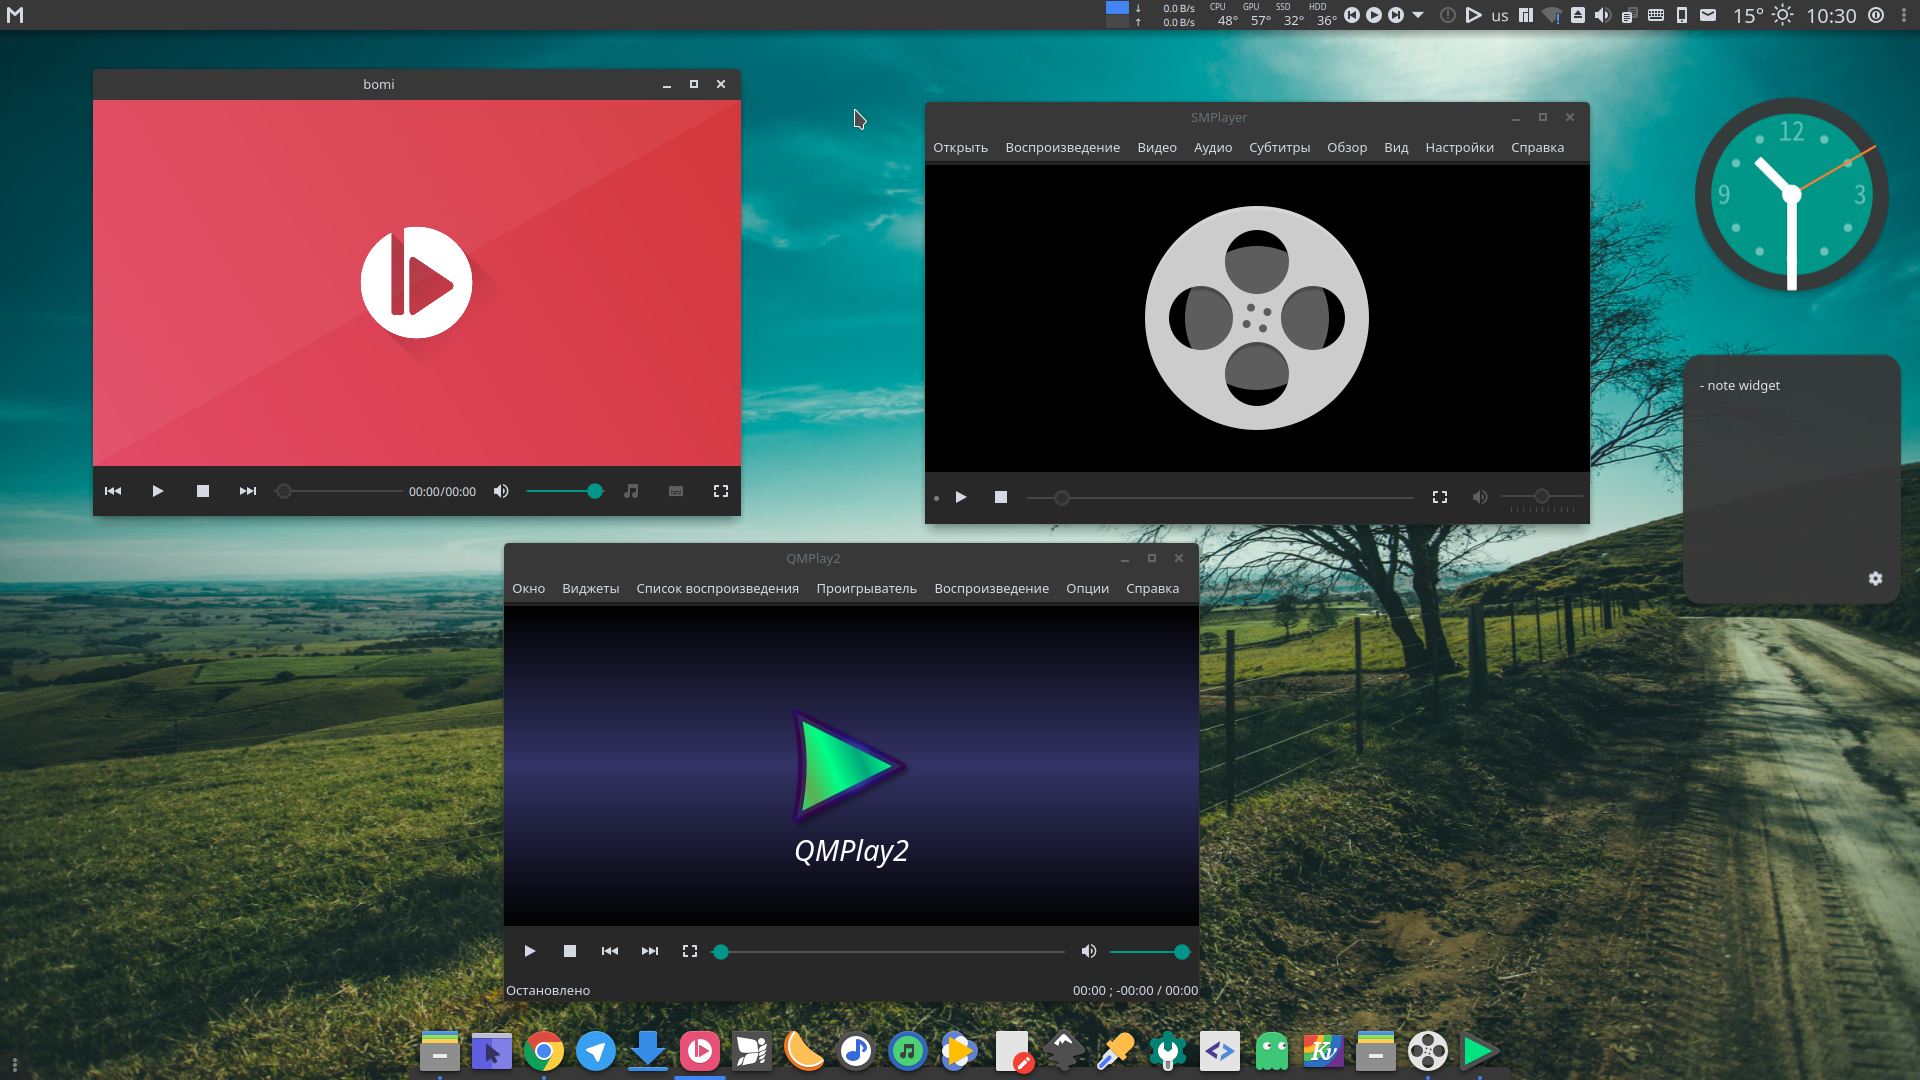 0.0 B/s
0.0 B/s
CPU GPU SSD HDD
48° 57° 32° 36°
us
15°
10:30
bomi
00:00/00:00
SMPlayer
Открыть Воспроизведение Видео Аудио Субтитры Обзор Вид Настройки Справка
12
9 3
- note widget
QMPlay2
Окно Виджеты Список воспроизведения Проигрыватель Воспроизведение Опции Справка
QMPlay2
Остановлено 00:00 ; -00:00 / 00:00
Kv